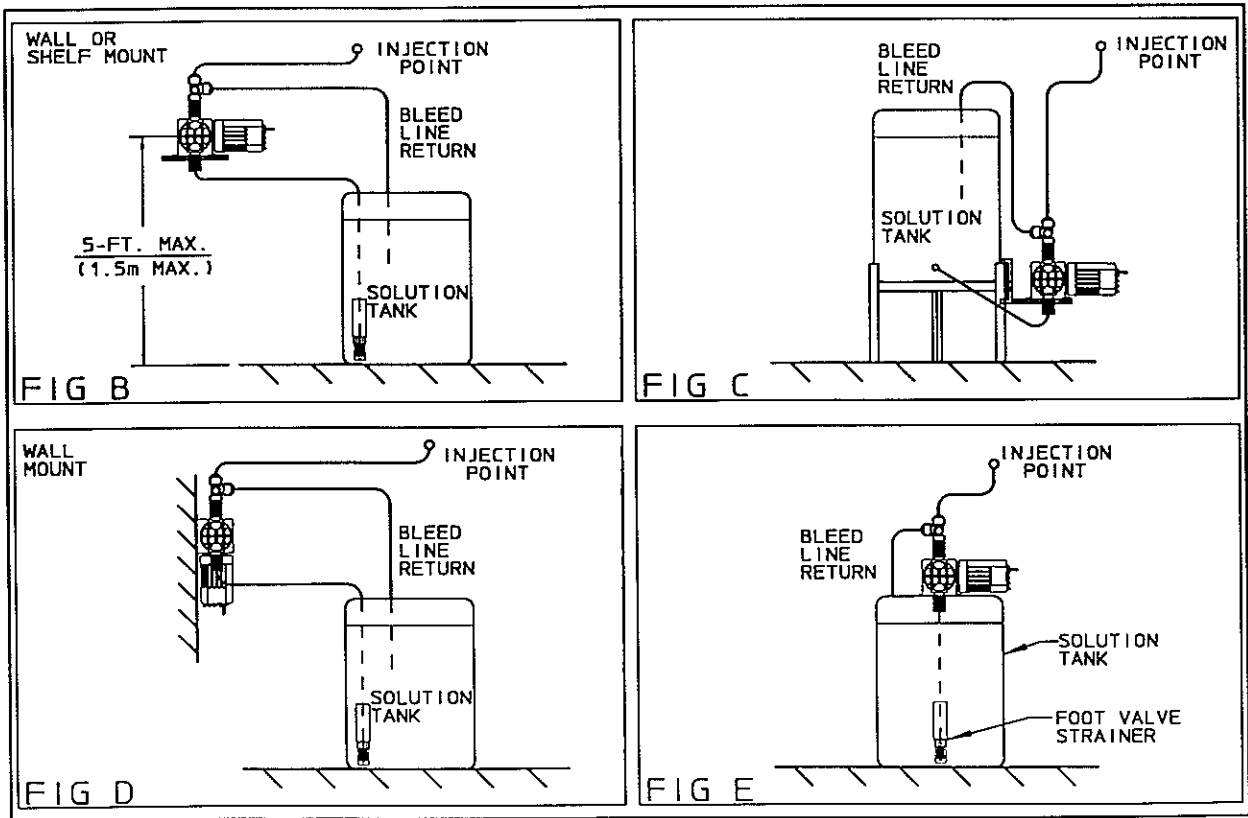 WALL OR
SHELF MOUNT
INJECTION
POINT
BLEED
LINE
RETURN
5-FT. MAX.
(1.5m MAX.)
SOLUTION
TANK
FIG B
BLEED
LINE
RETURN
INJECTION
POINT
SOLUTION
TANK
FIG C
WALL
MOUNT
INJECTION
POINT
BLEED
LINE
RETURN
SOLUTION
TANK
FIG D
INJECTION
POINT
BLEED
LINE
RETURN
SOLUTION
TANK
FOOT VALVE
STRAINER
FIG E